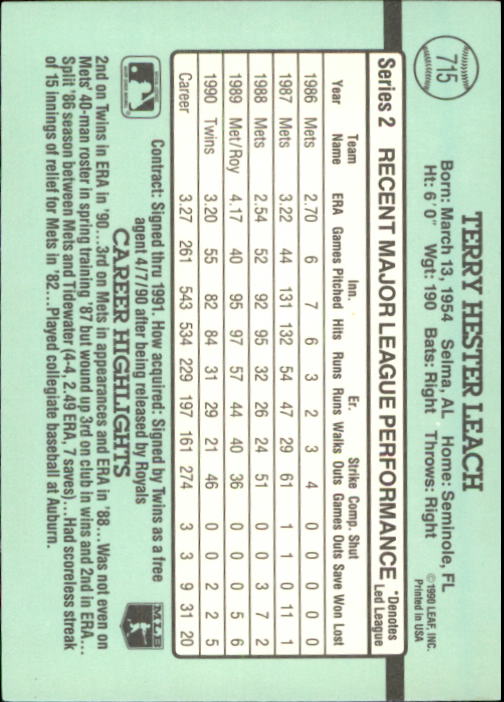 715
TERRY HESTER LEACH
Born: March 13, 1954 Selma, AL Home: Seminole, FL
Ht: 6' 0" Wgt: 190 Bats: Right Throws: Right
©1990 LEAF, INC.
Printed in USA
Series 2 RECENT MAJOR LEAGUE PERFORMANCE *Denotes
Led League
Team Inn. Er. Strike Comp. Shut
Year Name ERA Games Pitched Hits Runs Runs Walks Outs Games Outs Save Won Lost
1986 Mets 2.70 6 7 6 3 2 3 4 0 0 0 0 0
1987 Mets 3.22 44 131 132 54 47 29 61 1 1 0 11 1
1988 Mets 2.54 52 92 95 32 26 24 51 0 0 3 7 2
1989 Met/Roy 4.17 40 95 97 57 44 40 36 0 0 0 5 6
1990 Twins 3.20 55 82 84 31 29 21 46 0 0 2 2 5
Career 3.27 261 543 534 229 197 161 274 3 3 9 31 20
Contract: Signed thru 1991. How acquired: Signed by Twins as a free
agent 4/7/90 after being released by Royals
CAREER HIGHLIGHTS
2nd on Twins in ERA in '90...3rd on Mets in appearances and ERA in '88... Was not even on
Mets' 40-man roster in spring training '87 but wound up 3rd on club in wins and 2nd in ERA....
Split '86 season between Mets and Tidewater (4-4, 2.49 ERA, 7 saves)...Had scoreless streak
of 15 innings of relief for Mets in '82....Played collegiate baseball at Auburn.